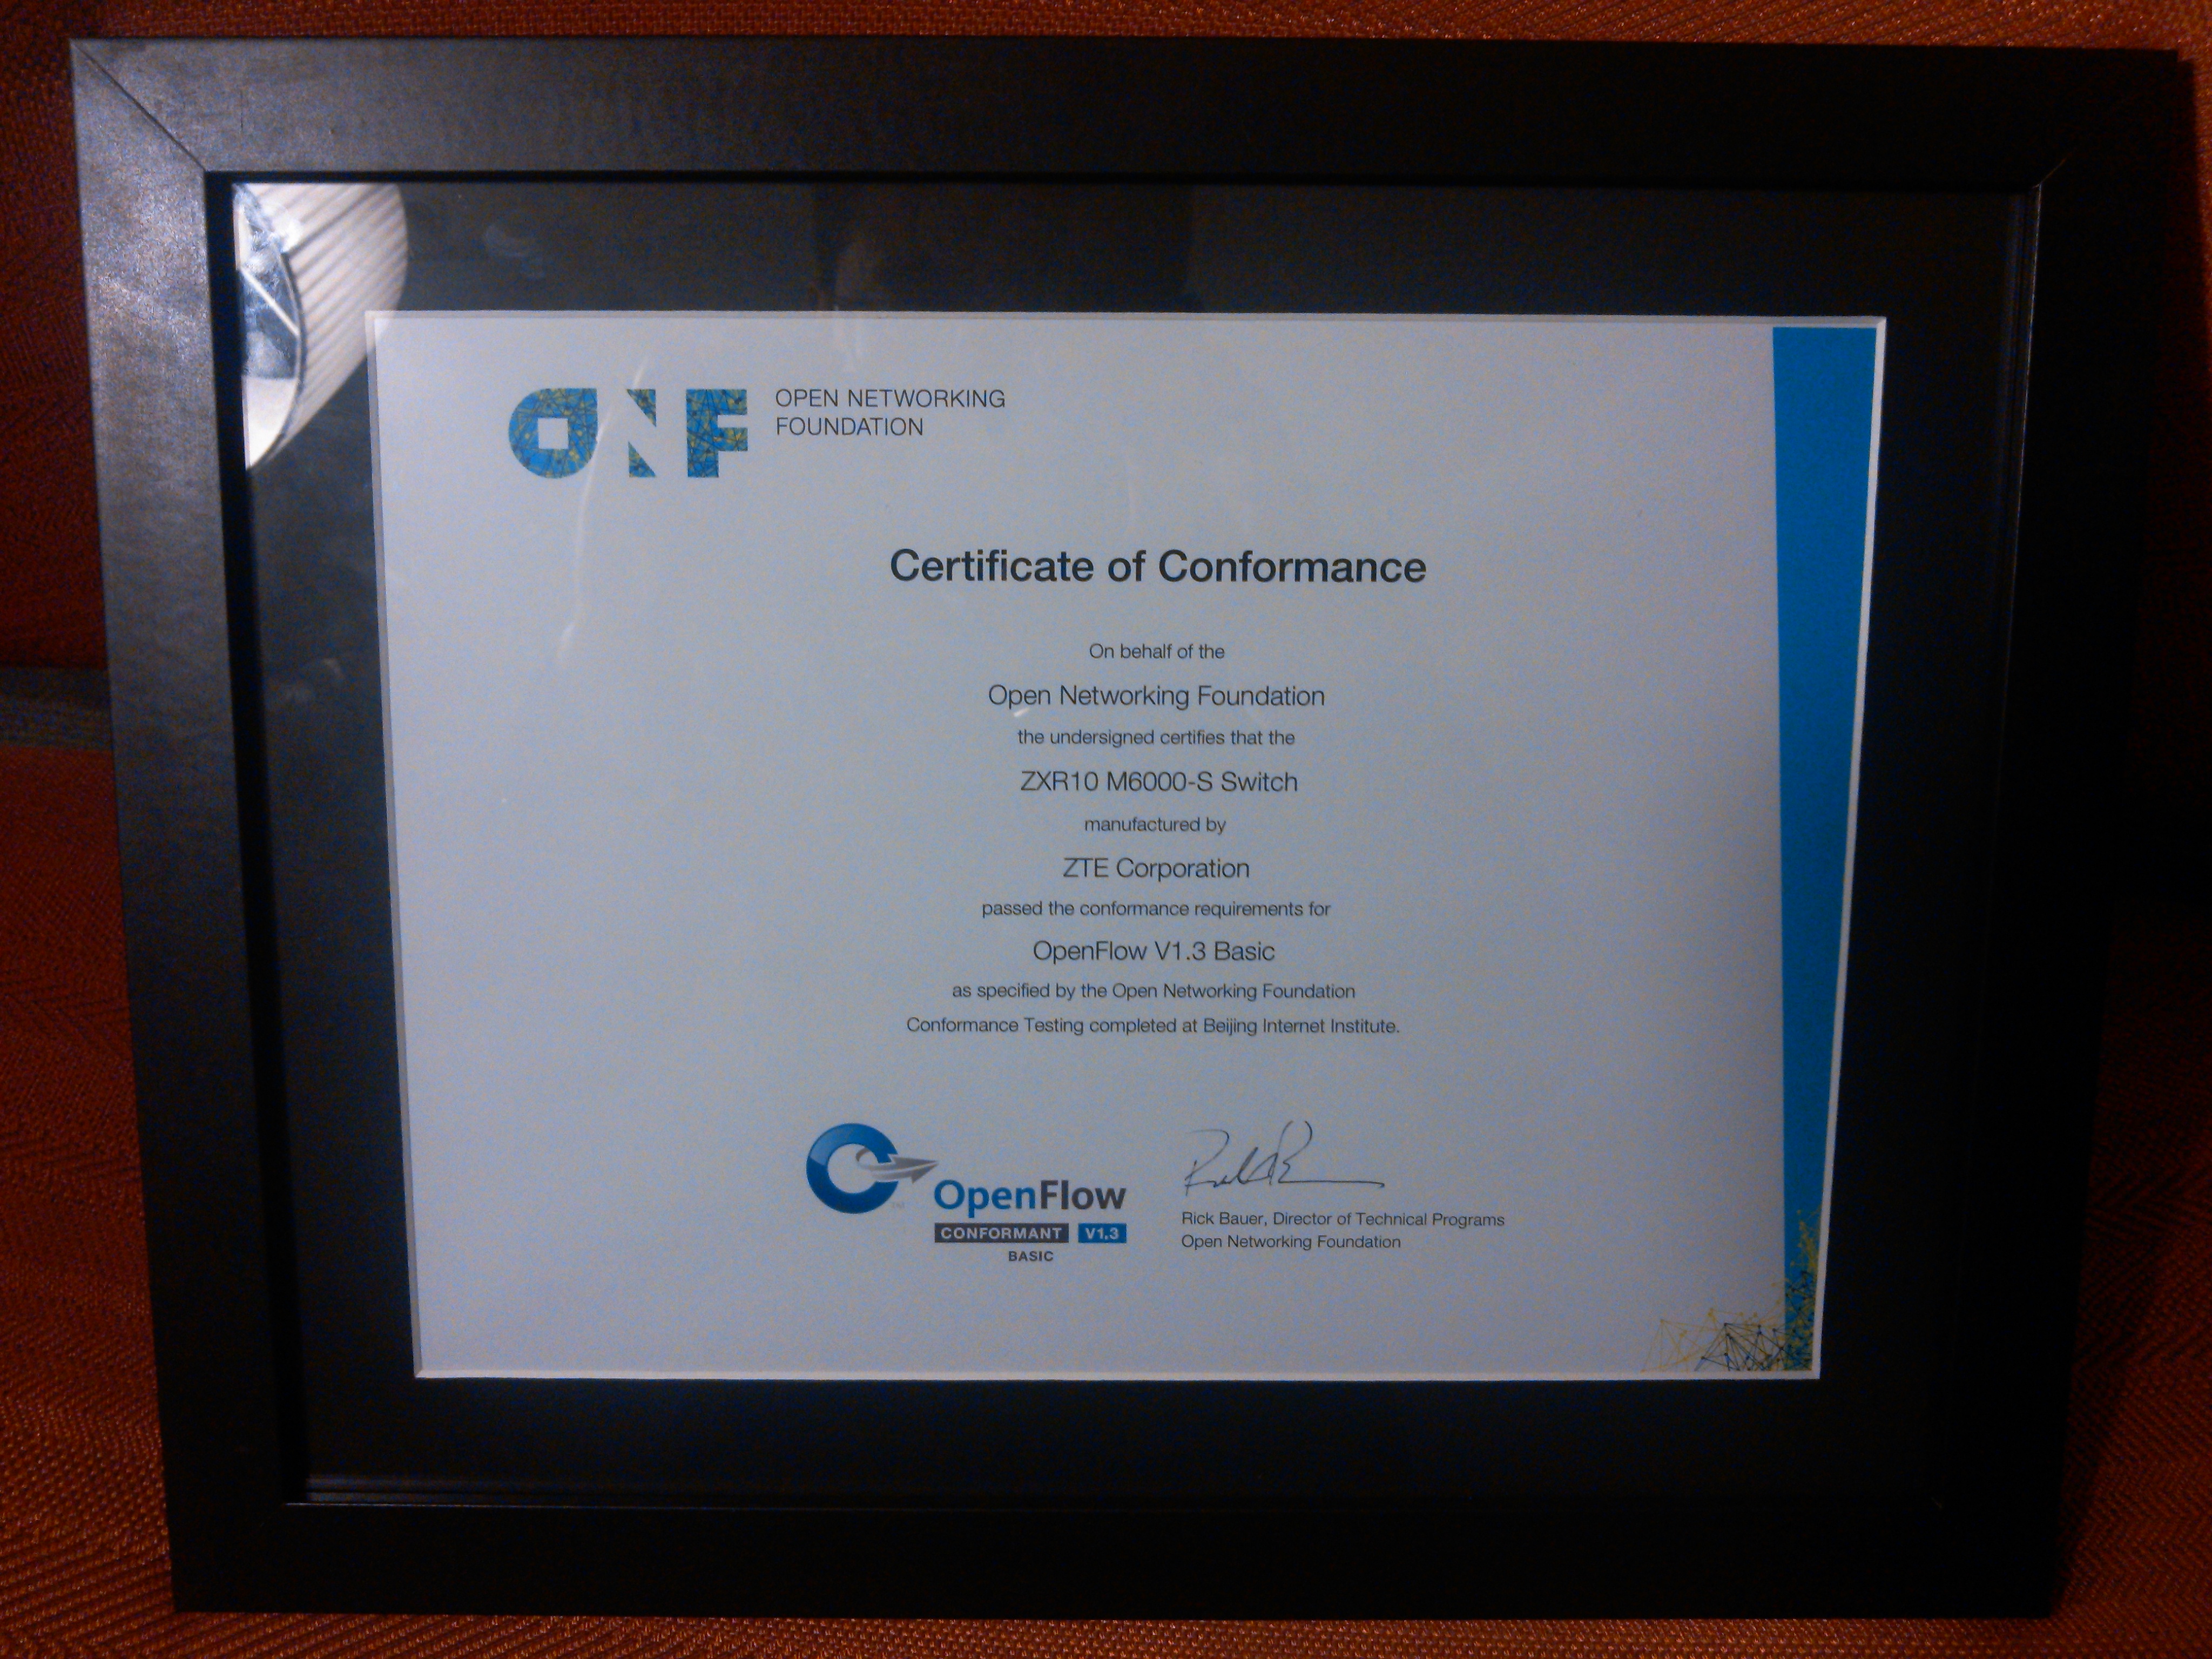 ONF
OPEN NETWORKING
FOUNDATION
Certificate of Conformance
On behalf of the
Open Networking Foundation
the undersigned certifies that the
ZXR10 M6000-S Switch
manufactured by
ZTE Corporation
passed the conformance requirements for
OpenFlow V1.3 Basic
as specified by the Open Networking Foundation
Conformance Testing completed at Beijing Internet Institute.
OpenFlow
CONFORMANT V1.3
BASIC
Rick Bauer, Director of Technical Programs
Open Networking Foundation